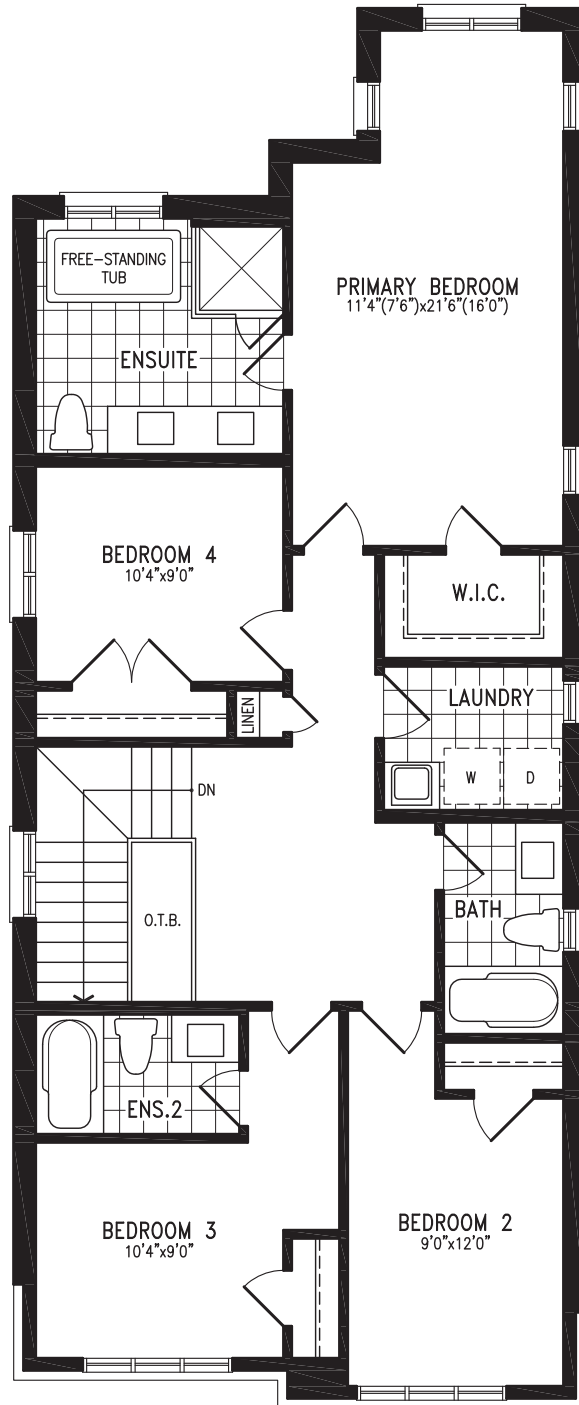 FREE-STANDING
TUB
PRIMARY BEDROOM
11'4"(7'6")x21'6"(16'0")
ENSUITE
BEDROOM 4
10'4"x9'0"
W.I.C.
LINEN
LAUNDRY
W
D
DN
O.T.B.
BATH
ENS.2
BEDROOM 3
10'4"x9'0"
BEDROOM 2
9'0"x12'0"